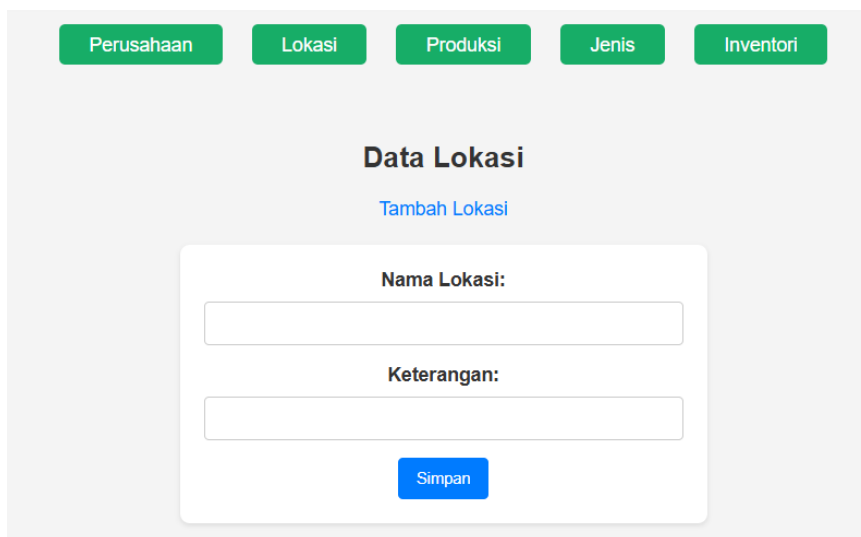 Perusahaan Lokasi Produksi Jenis Inventori
Data Lokasi
Tambah Lokasi
Nama Lokasi:
Keterangan:
Simpan